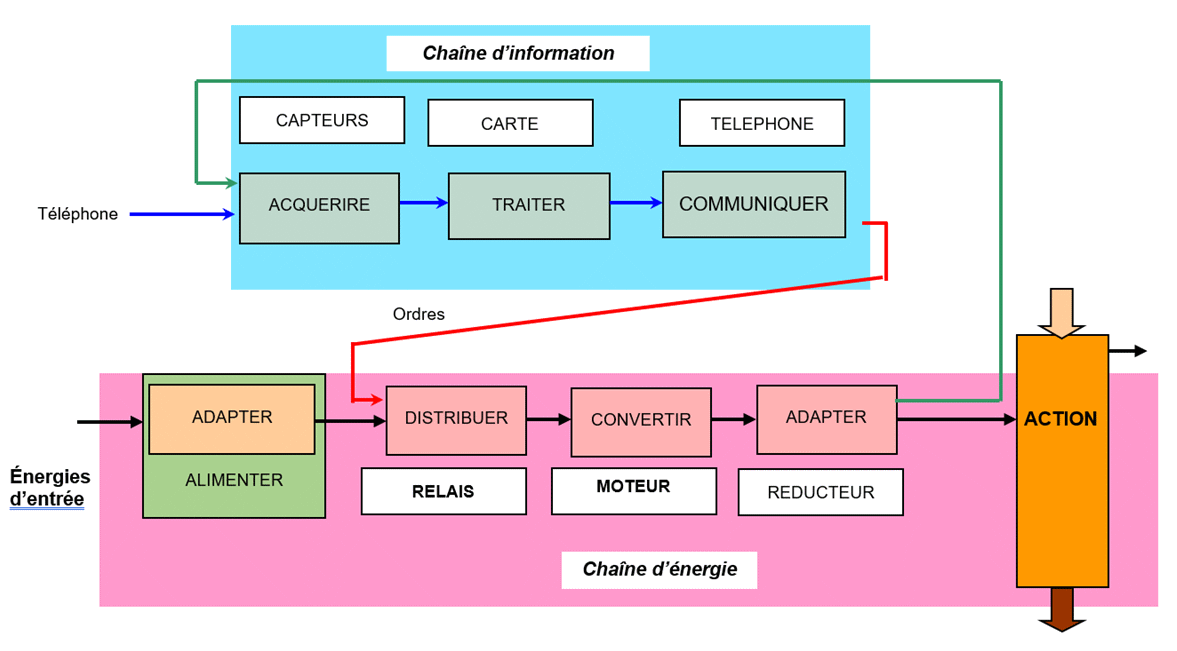 Chaîne d’information
CAPTEURS
CARTE
TELEPHONE
Téléphone
ACQUERIRE
TRAITER
COMMUNIQUER
Ordres
Énergies
d’entrée
ADAPTER
ALIMENTER
DISTRIBUER
CONVERTIR
ADAPTER
ACTION
RELAIS
MOTEUR
REDUCTEUR
Chaîne d’énergie